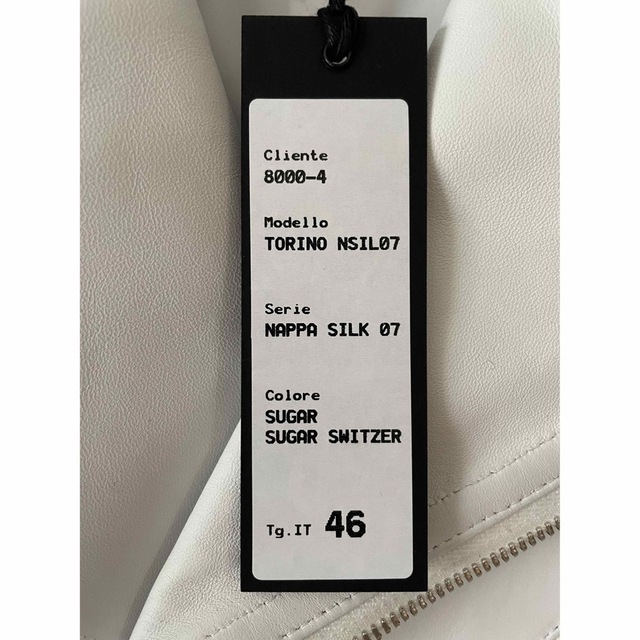 Cliente
8000-4
Modello
TORINO NSIL07
Serie
NAPPA SILK 07
Colore
SUGAR
SUGAR SWITZER
Tg.IT 46